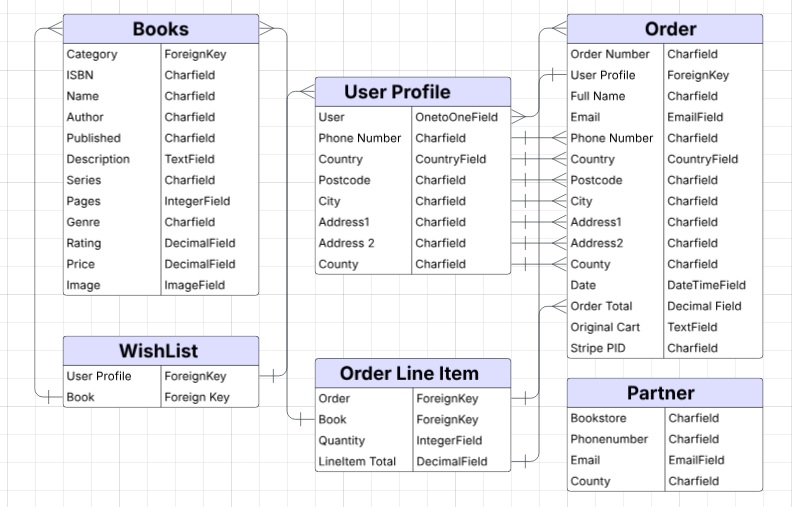 Books
Category ForeignKey
ISBN Charfield
Name Charfield
Author Charfield
Published Charfield
Description TextField
Series Charfield
Pages IntegerField
Genre Charfield
Rating DecimalField
Price DecimalField
Image ImageField
WishList
User Profile ForeignKey
Book Foreign Key
User Profile
User OnetoOneField
Phone Number Charfield
Country CountryField
Postcode Charfield
City Charfield
Address1 Charfield
Address 2 Charfield
County Charfield
Order Line Item
Order ForeignKey
Book ForeignKey
Quantity IntegerField
LineItem Total DecimalField
Order
Order Number Charfield
User Profile ForeignKey
Full Name Charfield
Email EmailField
Phone Number Charfield
Country CountryField
Postcode Charfield
City Charfield
Address1 Charfield
Address2 Charfield
County Charfield
Date DateTimeField
Order Total Decimal Field
Original Cart TextField
Stripe PID Charfield
Partner
Bookstore Charfield
Phonenumber Charfield
Email EmailField
County Charfield